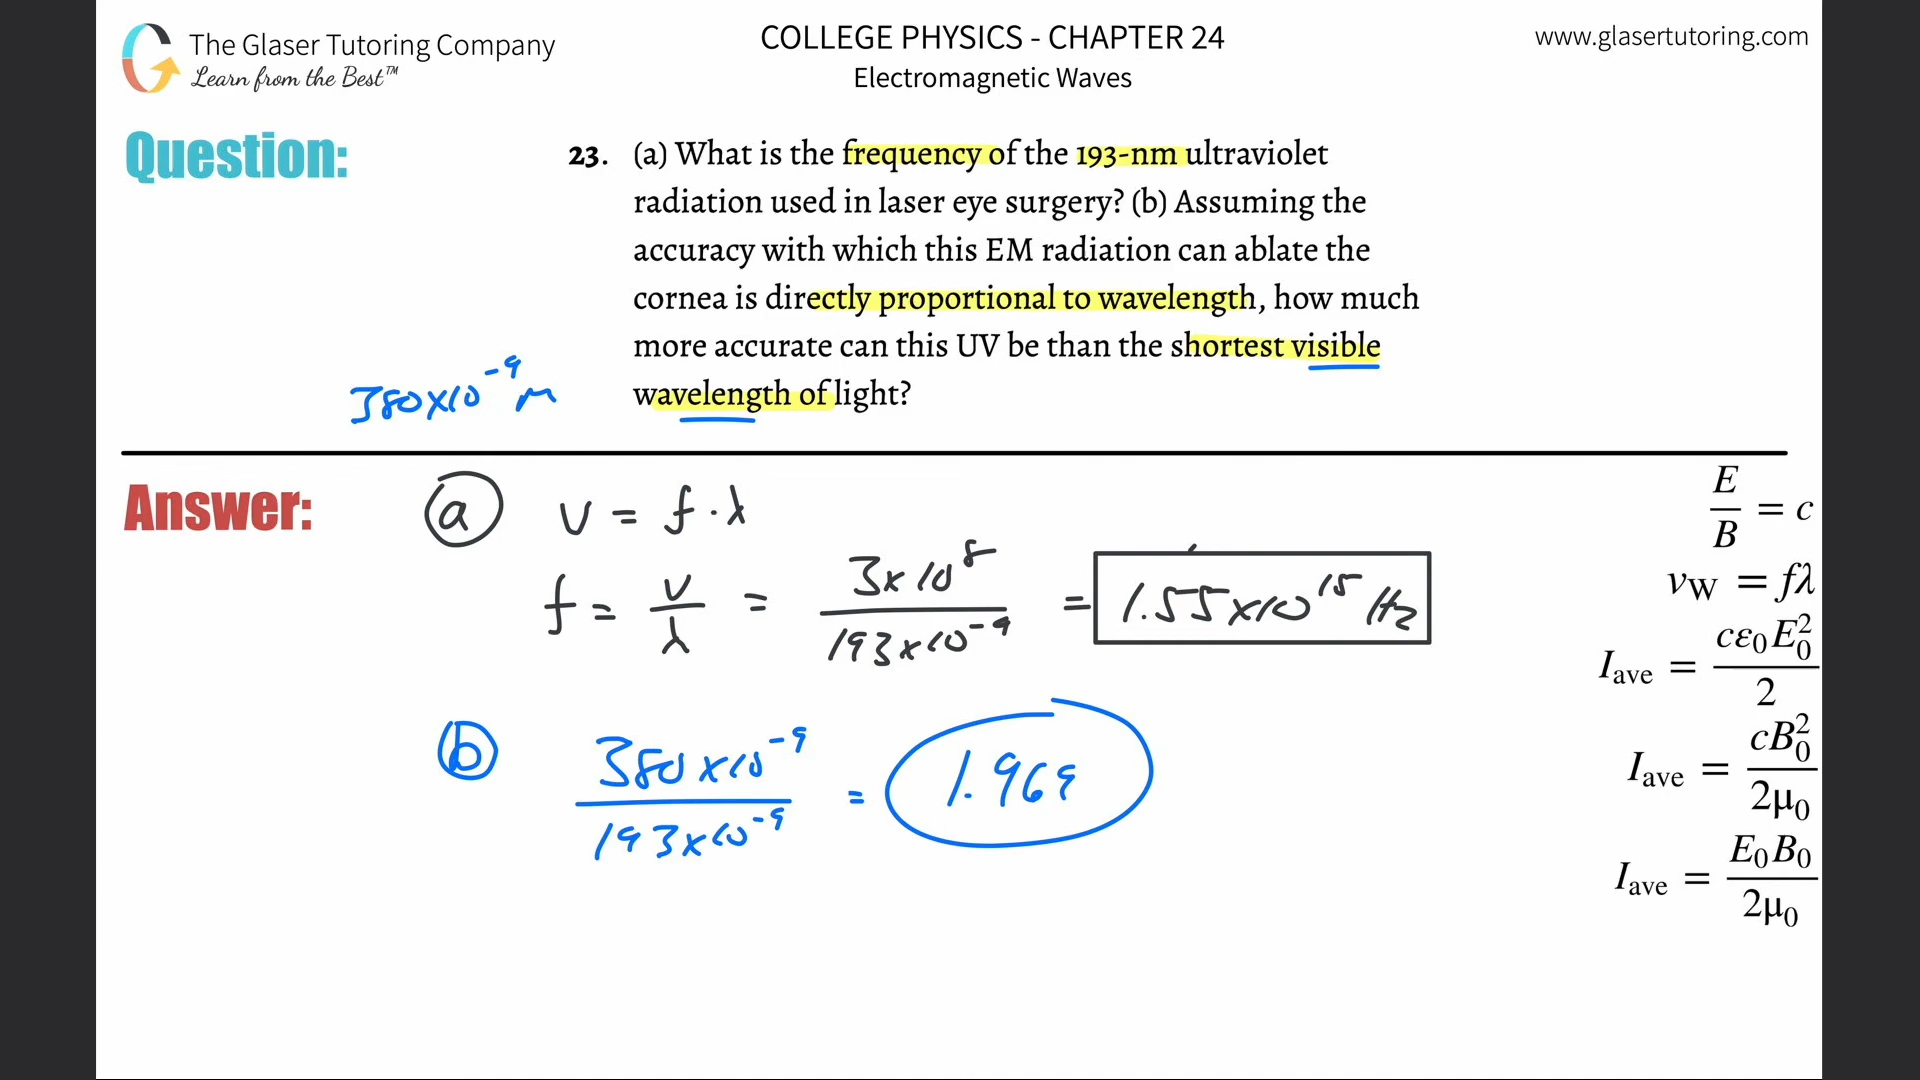 The Glaser Tutoring Company
Learn from the Best™
COLLEGE PHYSICS - CHAPTER 24
Electromagnetic Waves
www.glasertutoring.com
Question:
23. (a) What is the frequency of the 193-nm ultraviolet
radiation used in laser eye surgery? (b) Assuming the
accuracy with which this EM radiation can ablate the
cornea is directly proportional to wavelength, how much
more accurate can this UV be than the shortest visible
wavelength of light?
380x10⁻⁹ m
Answer:
a v = f · λ
f = v/λ = 3x10⁸/193x10⁻⁹ = 1.55x10¹⁵ Hz
b 380x10⁻⁹/193x10⁻⁹ = 1.969
E/B = c
v_W = fλ
I_ave = cε₀E₀²/2
I_ave = cB₀²/2μ₀
I_ave = E₀B₀/2μ₀